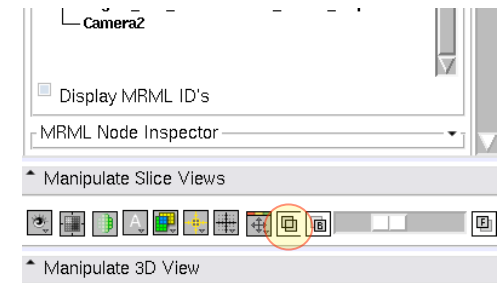 Camera2
Display MRML ID's
MRML Node Inspector
Manipulate Slice Views
A
B
F
Manipulate 3D View